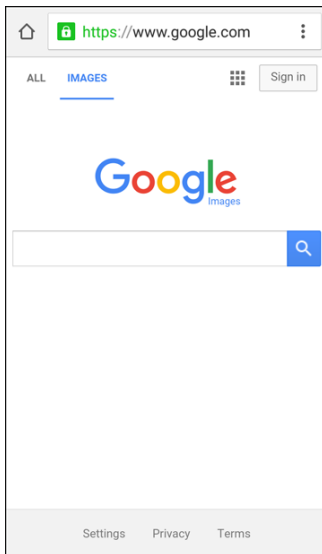 https://www.google.com
ALL IMAGES Sign in
Google
Images
Settings Privacy Terms